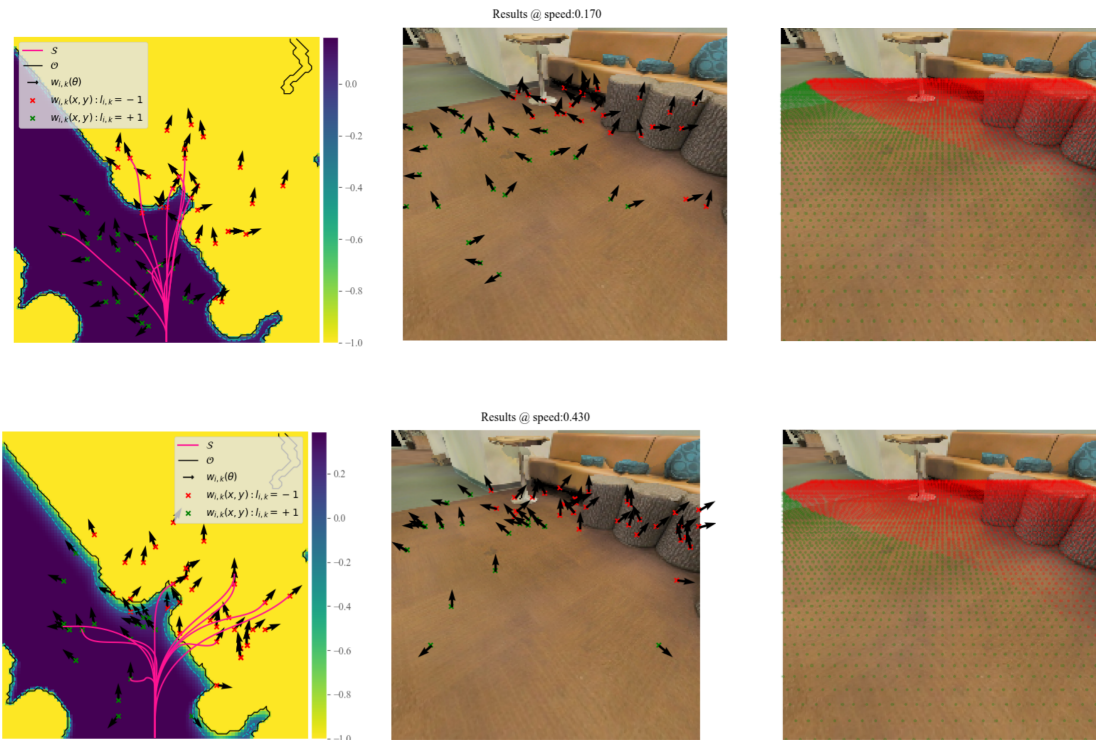 Results @ speed:0.170
𝒮
𝒪
w_{i,k}(θ)
w_{i,k}(x, y) : l_{i,k} = −1
w_{i,k}(x, y) : l_{i,k} = +1
0.0
−0.2
−0.4
−0.6
−0.8
−1.0
Results @ speed:0.430
𝒮
𝒪
w_{i,k}(θ)
w_{i,k}(x, y) : l_{i,k} = −1
w_{i,k}(x, y) : l_{i,k} = +1
0.2
0.0
−0.2
−0.4
−0.6
−0.8
−1.0